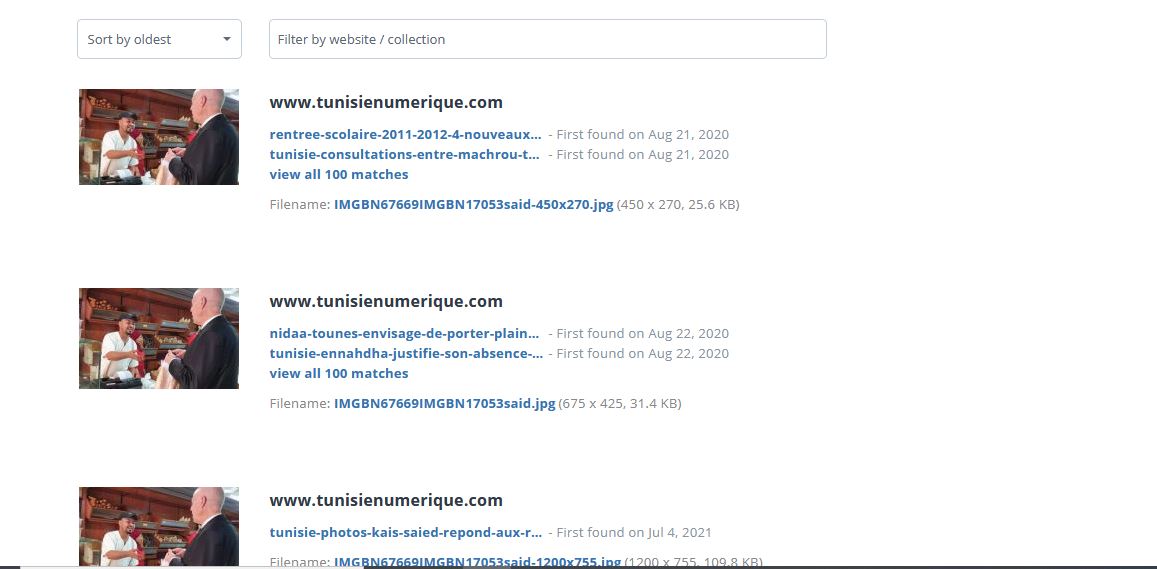 Sort by oldest
Filter by website / collection
www.tunisienumerique.com
rentree-scolaire-2011-2012-4-nouveaux... - First found on Aug 21, 2020
tunisie-consultations-entre-machrou-t... - First found on Aug 21, 2020
view all 100 matches
Filename: IMGBN67669IMGBN17053said-450x270.jpg (450 x 270, 25.6 KB)
www.tunisienumerique.com
nidaa-tounes-envisage-de-porter-plain... - First found on Aug 22, 2020
tunisie-ennahdha-justifie-son-absence-... - First found on Aug 22, 2020
view all 100 matches
Filename: IMGBN67669IMGBN17053said.jpg (675 x 425, 31.4 KB)
www.tunisienumerique.com
tunisie-photos-kais-saied-repond-aux-r... - First found on Jul 4, 2021
Filename: IMGBN67669IMGBN17053said-1200x755.jpg (1200 x 755, 109.8 KB)